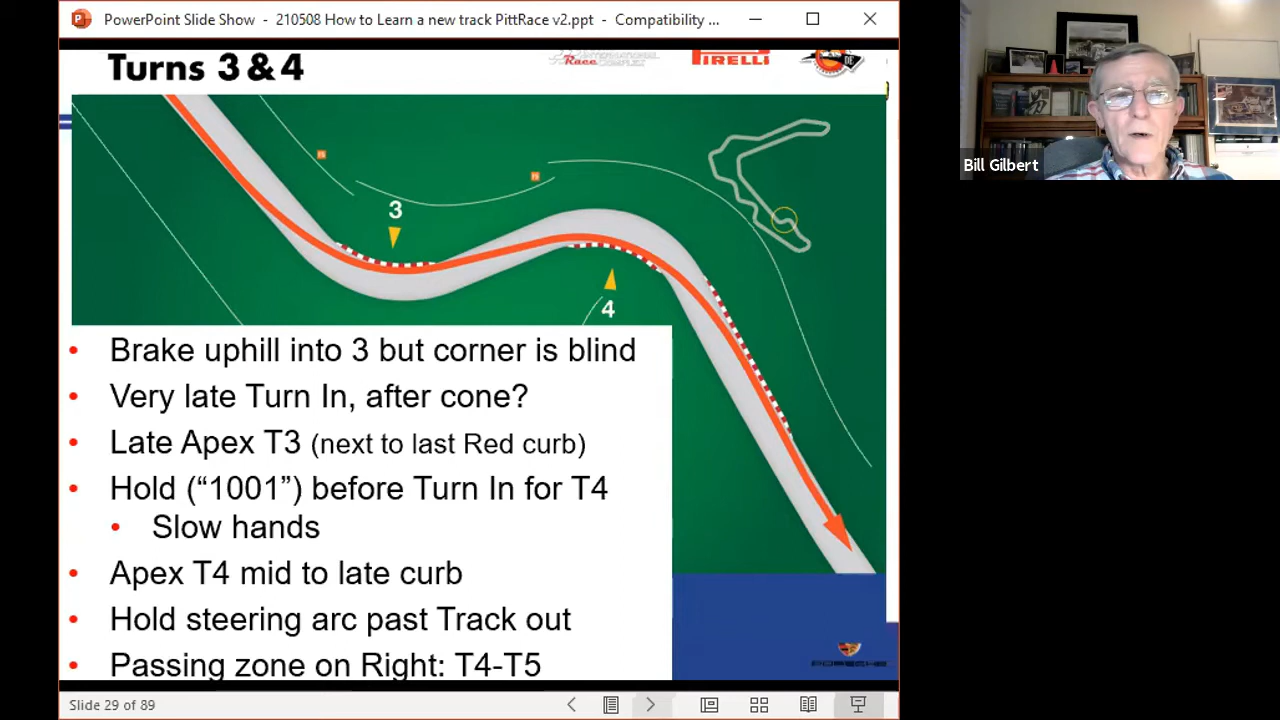 PowerPoint Slide Show - 210508 How to Learn a new track PittRace v2.ppt - Compatibility ...
Turns 3 & 4
Race
PIRELLI
DE
3
4
Bill Gilbert
• Brake uphill into 3 but corner is blind
• Very late Turn In, after cone?
• Late Apex T3 (next to last Red curb)
• Hold (“1001”) before Turn In for T4
• Slow hands
• Apex T4 mid to late curb
• Hold steering arc past Track out
• Passing zone on Right: T4-T5
Slide 29 of 89